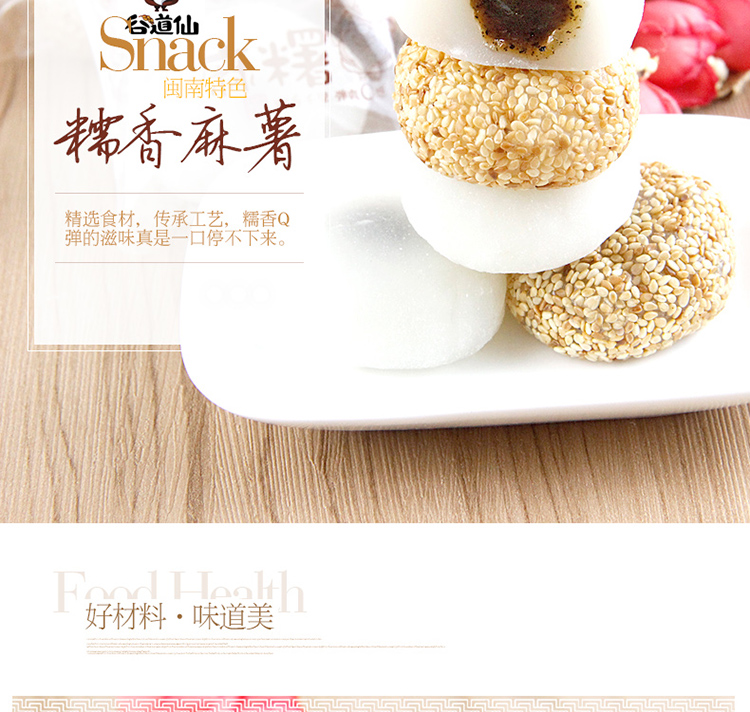 谷道仙
Snack
闽南特色
糯香麻薯
精选食材，传承工艺，糯香Q
弹的滋味真是一口停不下来。
Food Health
好材料·味道美